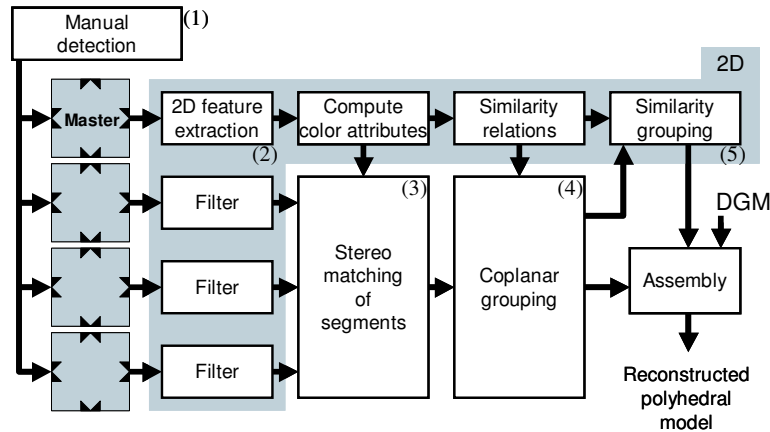 Manual
detection
(1)
2D
Master
2D feature
extraction
(2)
Compute
color attributes
Similarity
relations
Similarity
grouping
(5)
Filter
(3)
Stereo
matching
of
segments
(4)
Coplanar
grouping
DGM
Filter
Assembly
Filter
Reconstructed
polyhedral
model